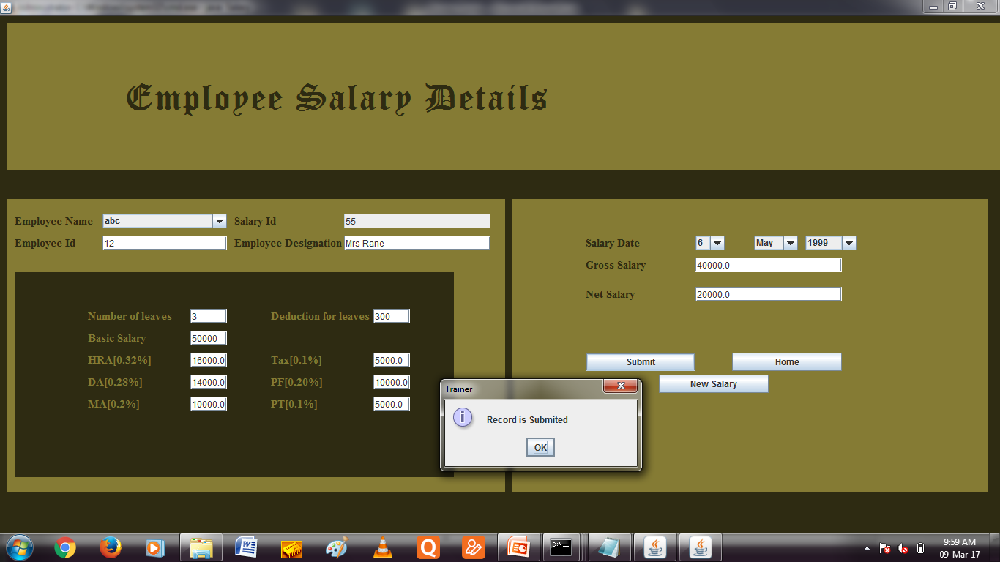 Employee Salary Details
Employee Name abc Salary Id 55
Employee Id 12 Employee Designation Mrs Rane
Number of leaves 3 Deduction for leaves 300
Basic Salary 50000
HRA[0.32%] 16000.0 Tax[0.1%] 5000.0
DA[0.28%] 14000.0 PF[0.20%] 10000.0
MA[0.2%] 10000.0 PT[0.1%] 5000.0
Salary Date 6 May 1999
Gross Salary 40000.0
Net Salary 20000.0
Submit Home
New Salary
Trainer
Record is Submited
OK
9:59 AM
09-Mar-17